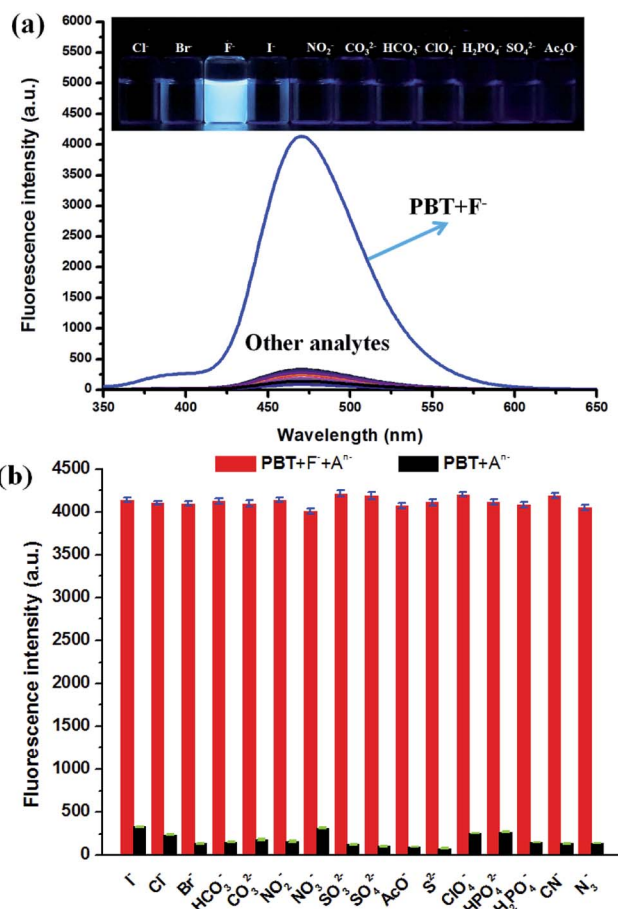 (a)
Fluorescence intensity (a.u.)
6000
5500
5000
4500
4000
3500
3000
2500
2000
1500
1000
500
0
Cl⁻ Br⁻ F⁻ I⁻ NO₂⁻ CO₃²⁻ HCO₃⁻ ClO₄⁻ H₂PO₄⁻ SO₄²⁻ Ac₂O⁻
PBT+F⁻
Other analytes
350 400 450 500 550 600 650
Wavelength (nm)
(b)
PBT+F⁻+Aⁿ⁻ PBT+Aⁿ⁻
Fluorescence intensity (a.u.)
4500
4000
3500
3000
2500
2000
1500
1000
500
0
I⁻ Cl⁻ Br⁻ HCO₃⁻ CO₃²⁻ NO₂⁻ NO₃⁻ SO₃²⁻ SO₄²⁻ AcO⁻ S²⁻ ClO₄⁻ HPO₄²⁻ H₂PO₄⁻ CN⁻ N₃⁻